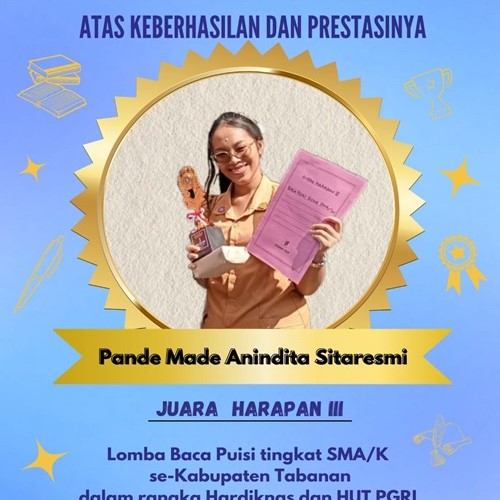 ATAS KEBERHASILAN DAN PRESTASINYA
Pande Made Anindita Sitaresmi
JUARA HARAPAN III
Lomba Baca Puisi tingkat SMA/K
se-Kabupaten Tabanan
dalam rangka Hardiknas dan HUT PGRI